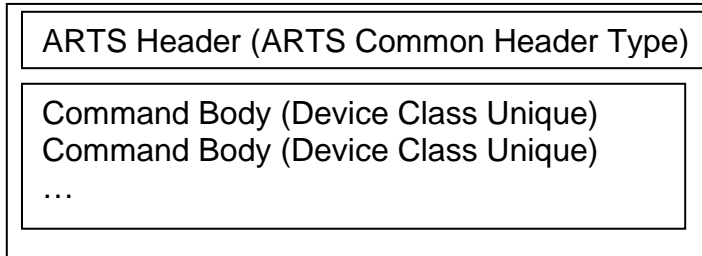 ARTS Header (ARTS Common Header Type)
Command Body (Device Class Unique)
Command Body (Device Class Unique)
…